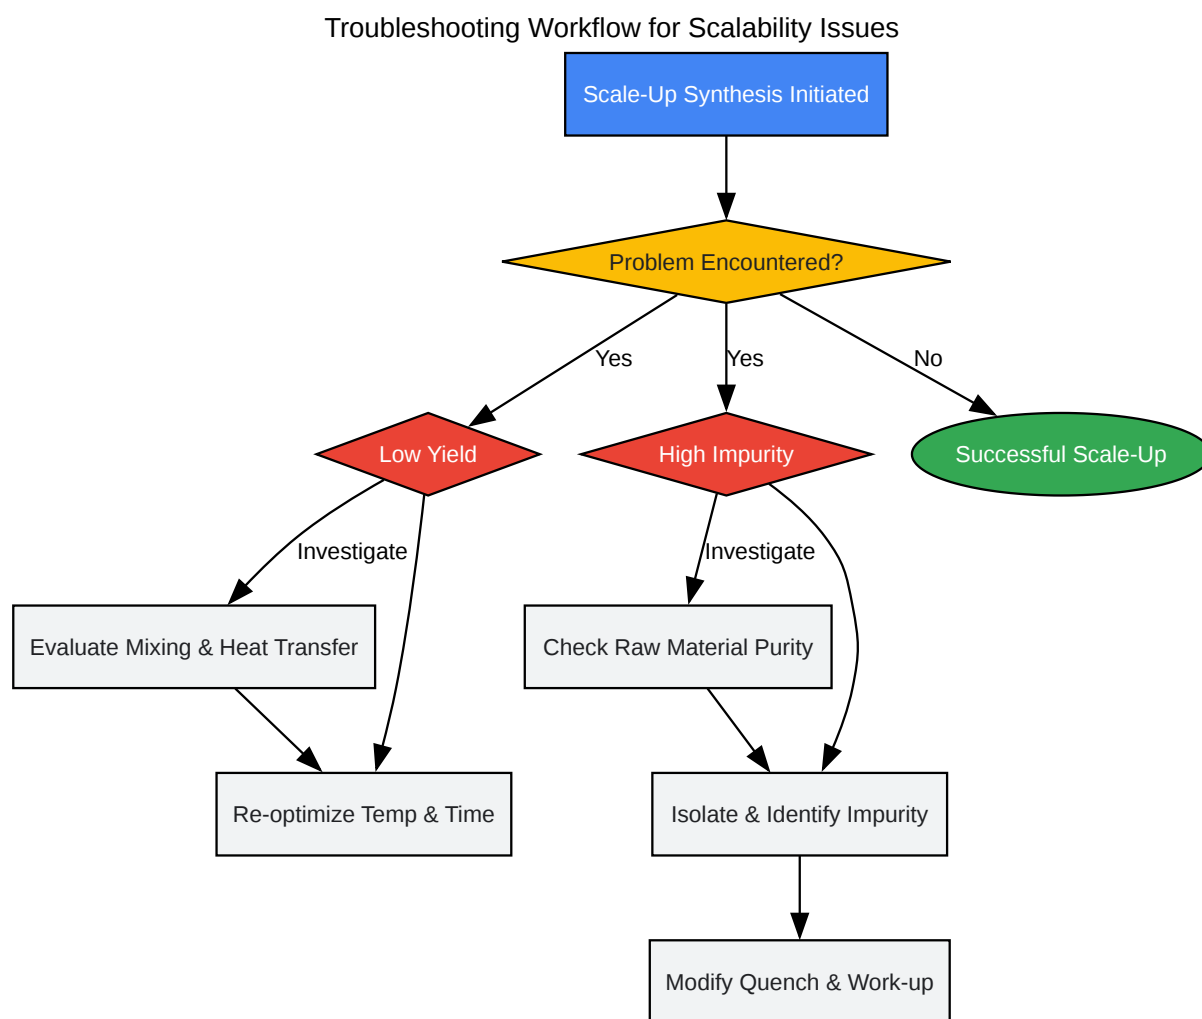 Troubleshooting Workflow for Scalability Issues
Scale-Up Synthesis Initiated
Problem Encountered?
Yes
Yes
No
Low Yield
High Impurity
Successful Scale-Up
Investigate
Investigate
Evaluate Mixing & Heat Transfer
Check Raw Material Purity
Re-optimize Temp & Time
Isolate & Identify Impurity
Modify Quench & Work-up